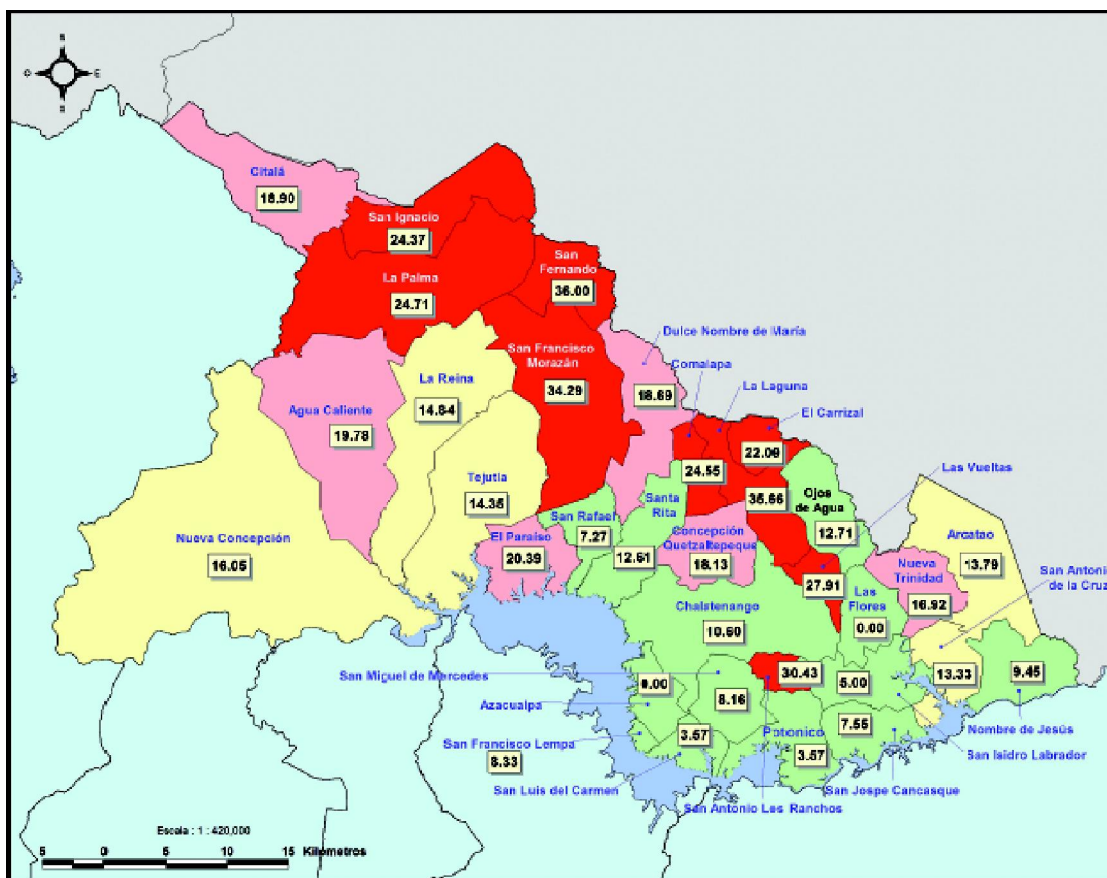 N
O
E
S
Citalá
18.90
San Ignacio
24.37
San
Fernando
36.00
La Palma
24.71
Dulce Nombre de María
18.69
San Francisco
Morazán
34.29
Comalapa
24.55
La Reina
14.84
La Laguna
35.66
El Carrizal
22.09
Agua Caliente
19.78
Las Vueltas
27.91
Tejutla
14.35
Santa
Rita
12.61
Ojos
de Agua
12.71
San Rafael
7.27
Nueva Concepción
16.05
El Paraíso
20.39
Concepción
Quetzaltepeque
18.13
Arcatao
13.79
Nueva
Trinidad
16.92
San Antonio
de la Cruz
13.33
Las
Flores
0.00
Chalatenango
10.60
San Miguel de Mercedes
8.16
30.43
5.00
9.45
Azacualpa
0.00
7.55
Nombre de Jesús
Potonico
3.57
3.57
San Francisco Lempa
8.33
San Isidro Labrador
San Luis del Carmen
San Jospe Cancasque
San Antonio Los Ranchos
Escala : 1 : 420,000
5 0 5 10 15 Kilometros